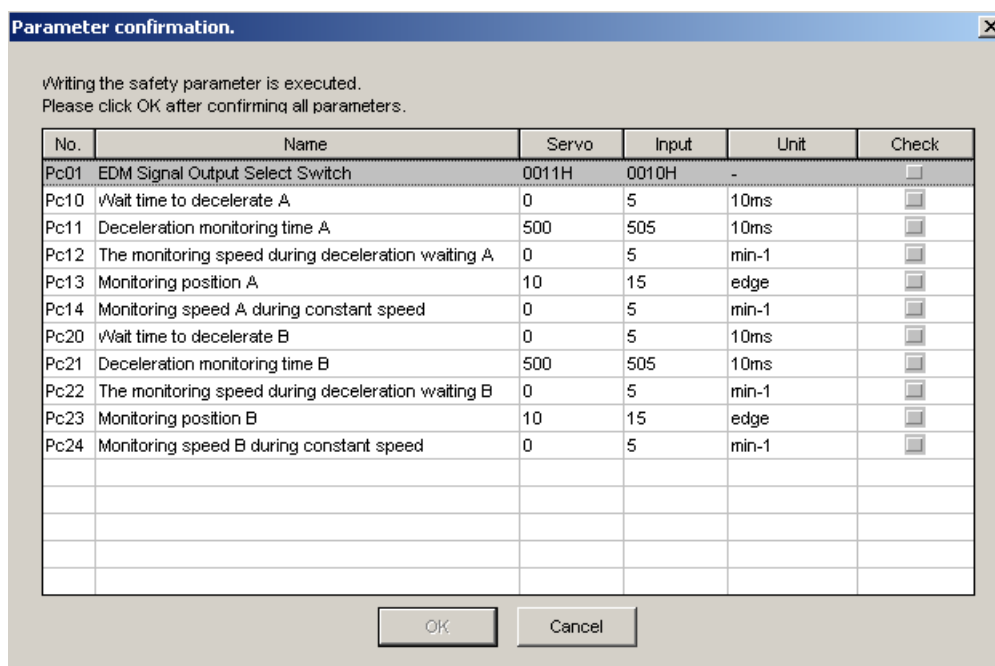 Parameter confirmation.
Writing the safety parameter is executed.
Please click OK after confirming all parameters.
No. Name Servo Input Unit Check
Pc01 EDM Signal Output Select Switch 0011H 0010H -
Pc10 Wait time to decelerate A 0 5 10ms
Pc11 Deceleration monitoring time A 500 505 10ms
Pc12 The monitoring speed during deceleration waiting A 0 5 min-1
Pc13 Monitoring position A 10 15 edge
Pc14 Monitoring speed A during constant speed 0 5 min-1
Pc20 Wait time to decelerate B 0 5 10ms
Pc21 Deceleration monitoring time B 500 505 10ms
Pc22 The monitoring speed during deceleration waiting B 0 5 min-1
Pc23 Monitoring position B 10 15 edge
Pc24 Monitoring speed B during constant speed 0 5 min-1
OK Cancel